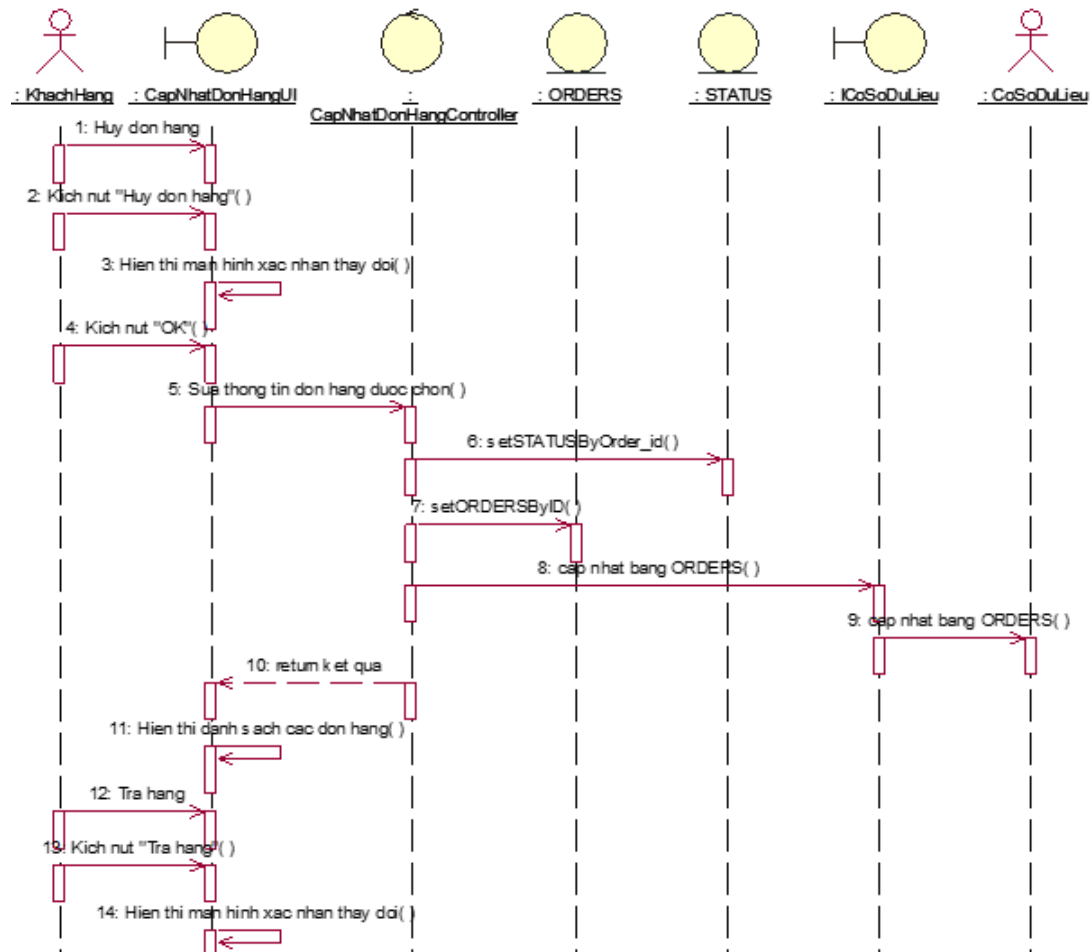 : KhachHang
: CapNhatDonHangUI
:
CapNhatDonHangController
: ORDERS
: STATUS
: ICoSoDuLieu
: CoSoDuLieu
1: Huy don hang
2: Kich nut "Huy don hang"( )
3: Hien thi man hinh xac nhan thay doi( )
4: Kich nut "OK"( )
5: Sua thong tin don hang duoc chon( )
6: setSTATUSByOrder_id( )
7: setORDERSByID( )
8: cap nhat bang ORDERS( )
9: cap nhat bang ORDERS( )
10: return ket qua
11: Hien thi danh sach cac don hang( )
12: Tra hang
13: Kich nut "Tra hang"( )
14: Hien thi man hinh xac nhan thay doi( )